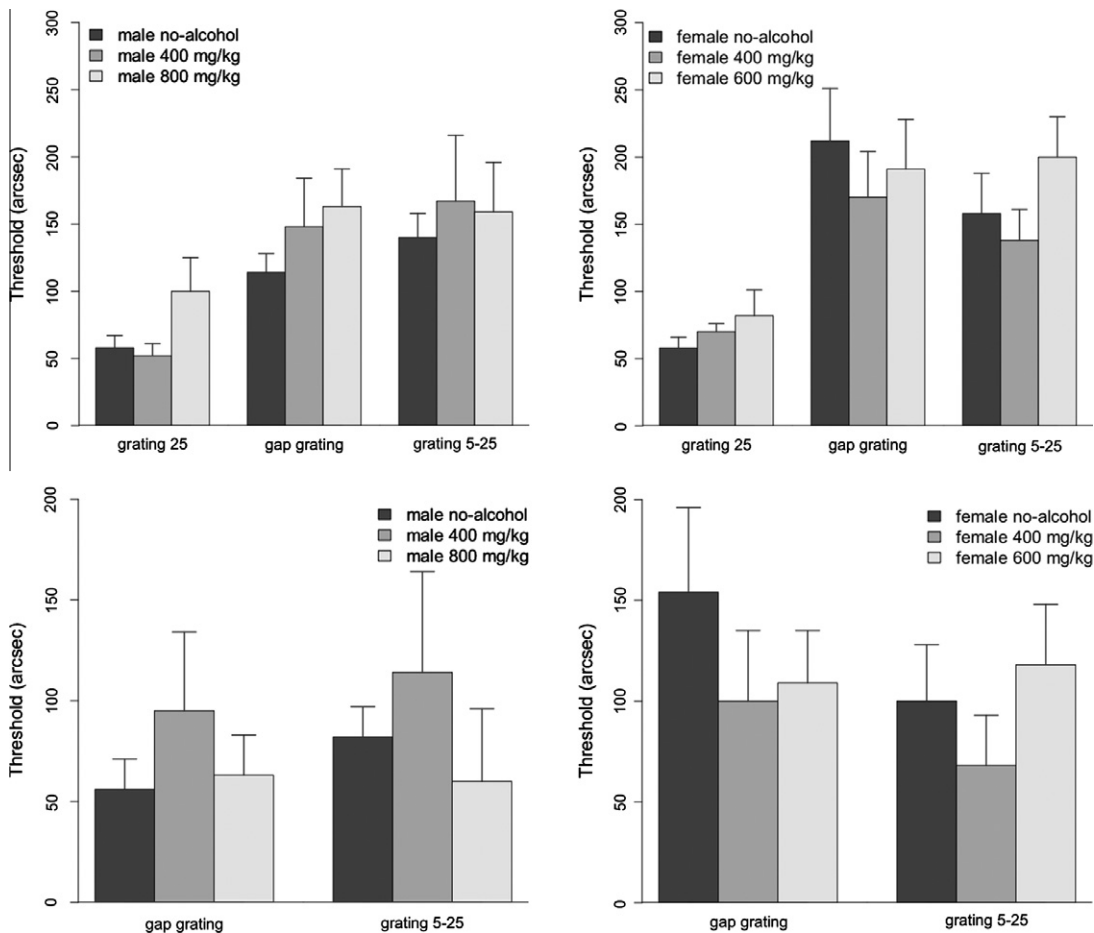 male no-alcohol
male 400 mg/kg
male 800 mg/kg
Threshold (arcsec)
300
250
200
150
100
50
0
grating 25 gap grating grating 5-25
female no-alcohol
female 400 mg/kg
female 600 mg/kg
Threshold (arcsec)
300
250
200
150
100
50
0
grating 25 gap grating grating 5-25
male no-alcohol
male 400 mg/kg
male 800 mg/kg
Threshold (arcsec)
200
150
100
50
0
gap grating grating 5-25
female no-alcohol
female 400 mg/kg
female 600 mg/kg
Threshold (arcsec)
200
150
100
50
0
gap grating grating 5-25